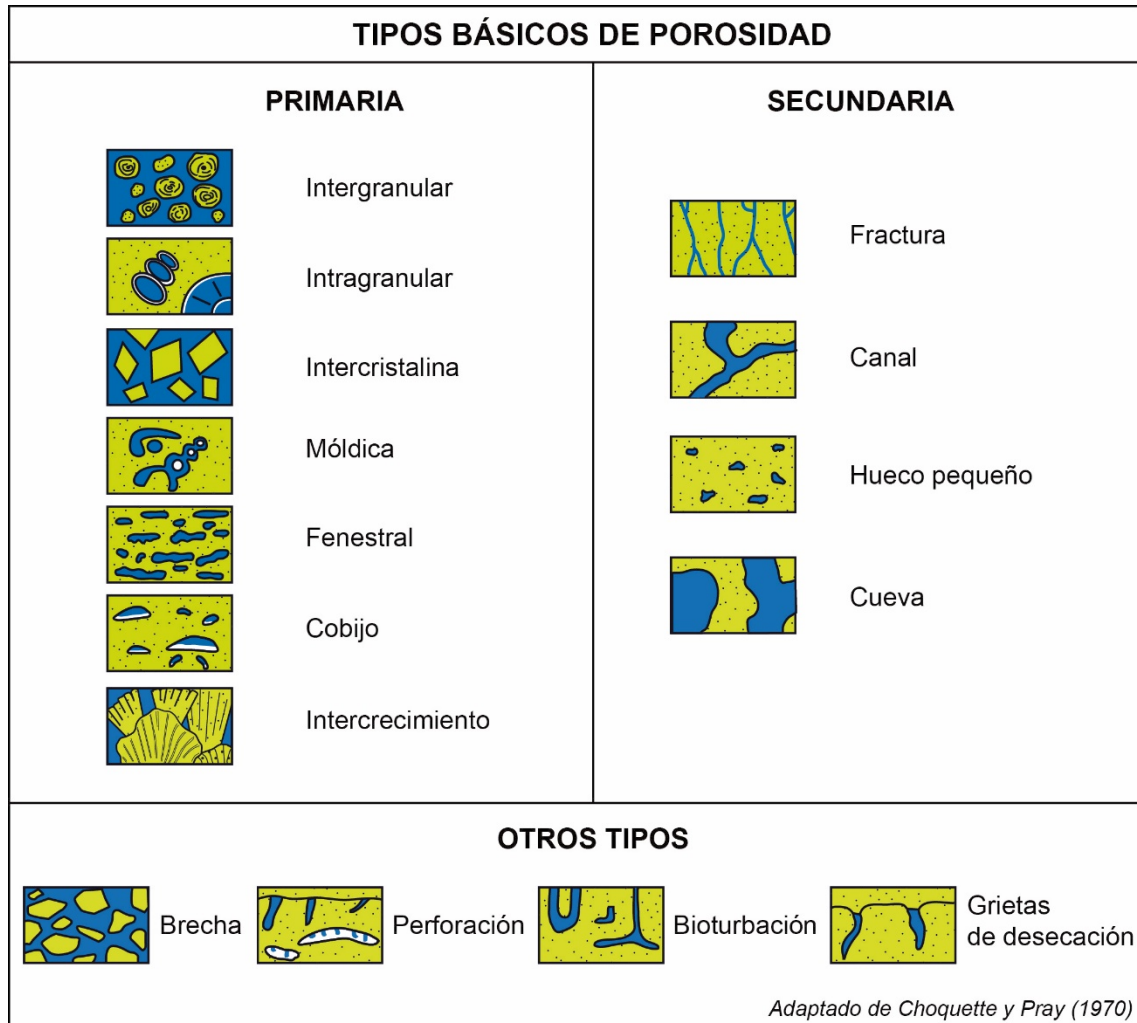 TIPOS BÁSICOS DE POROSIDAD
PRIMARIA
Intergranular
Intragranular
Intercristalina
Móldica
Fenestral
Cobijo
Intercrecimiento
SECUNDARIA
Fractura
Canal
Hueco pequeño
Cueva
OTROS TIPOS
Brecha
Perforación
Bioturbación
Grietas
de desecación
Adaptado de Choquette y Pray (1970)